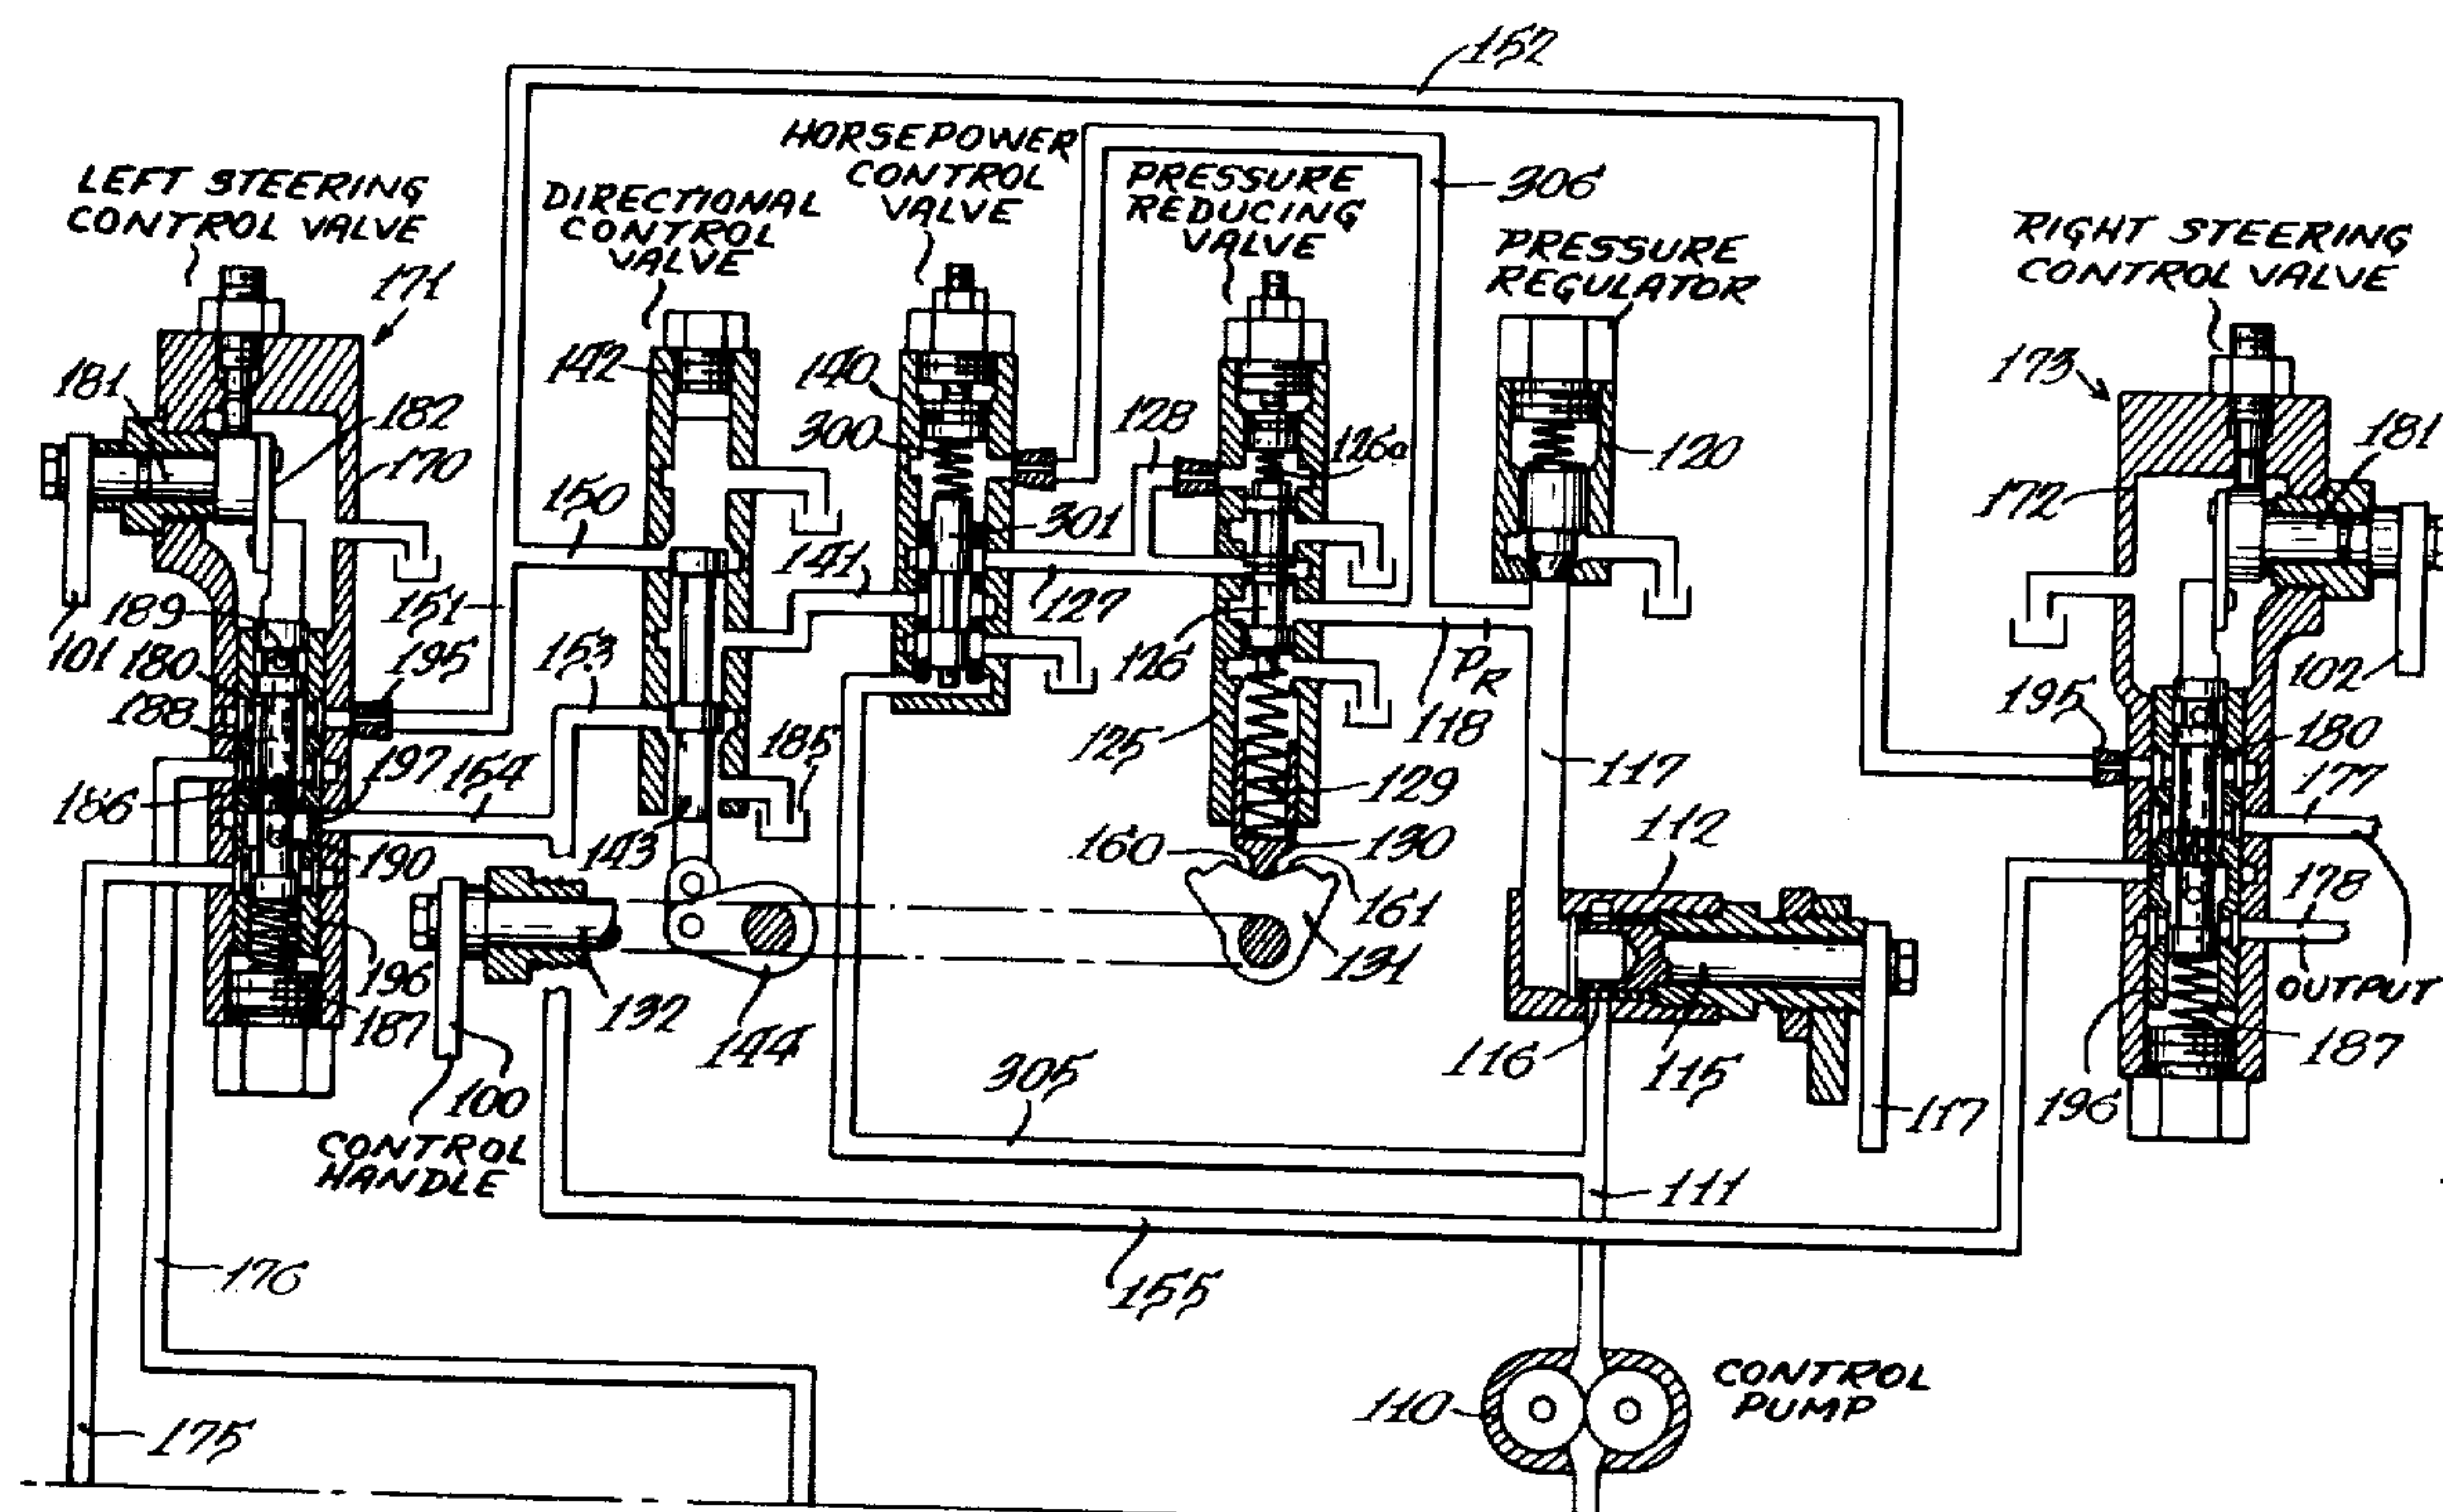 152
HORSEPOWER
CONTROL
VALVE
PRESSURE
REDUCING
VALVE
306
LEFT STEERING
CONTROL VALVE
DIRECTIONAL
CONTROL
VALVE
PRESSURE
REGULATOR
RIGHT STEERING
CONTROL VALVE
171
142
140
173
181
182
300
128
126a
120
181
170
150
172
301
141
189
151
127
101
180
195
153
126
PR
118
102
188
195
180
197
154
185
125
117
177
186
129
112
190
143
160
130
178
161
196
131
OUTPUT
187
132
144
116
115
187
100
305
117
196
CONTROL
HANDLE
111
176
155
CONTROL
PUMP
110
175